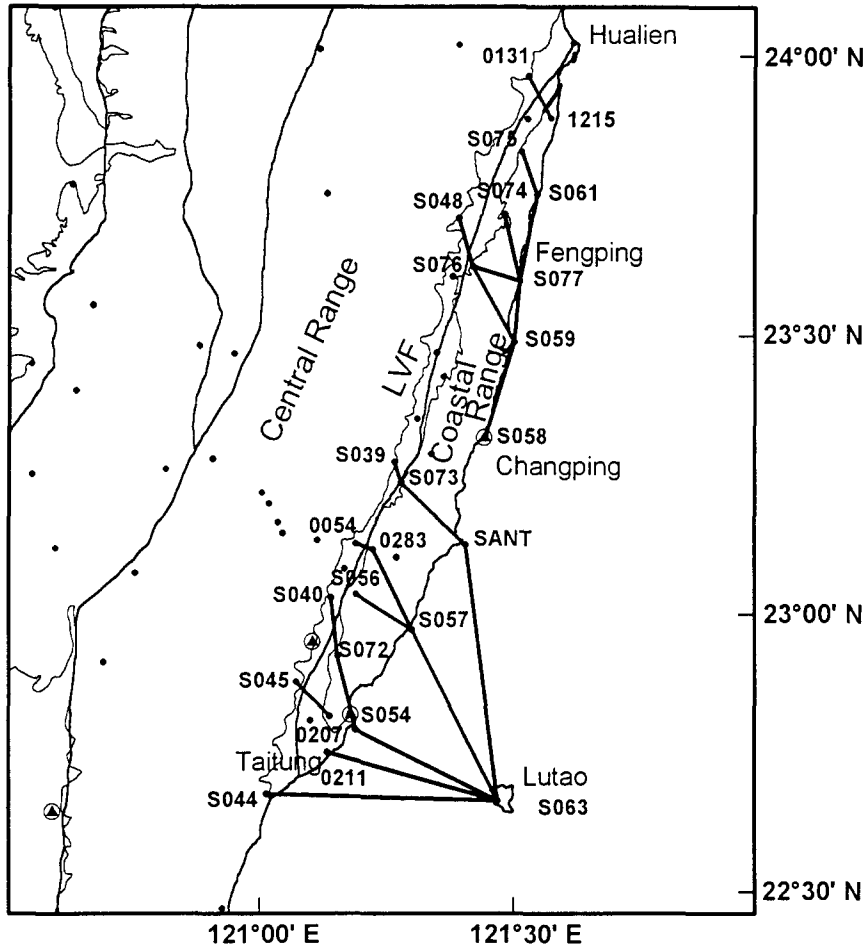 Hualien
0131
24°00' N
1215
S075
S074
S061
S048
Fengping
S076
S077
Central Range
23°30' N
S059
LVF
Coastal
Range
S058
S039
Changping
S073
0054
0283
SANT
S056
S040
S057
23°00' N
S072
S045
S054
0207
Taitung
0211
Lutao
S044
S063
22°30' N
121°00' E
121°30' E